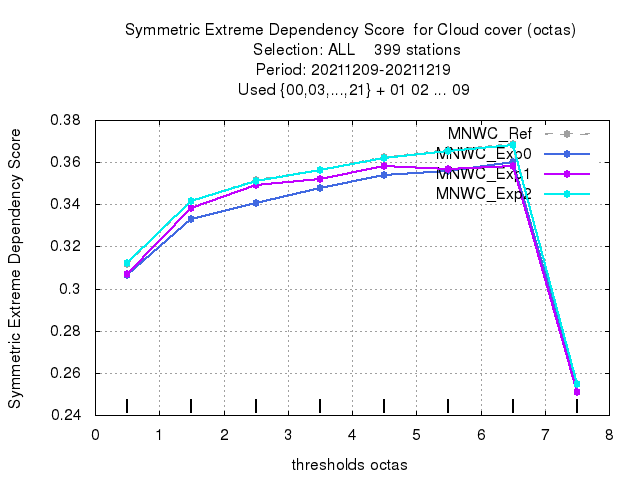 Symmetric Extreme Dependency Score  for Cloud cover (octas)
Selection: ALL    399 stations
Period: 20211209-20211219
Used {00,03,...,21} + 01 02 ... 09
Symmetric Extreme Dependency Score
0.38
0.36
0.34
0.32
0.3
0.28
0.26
0.24
MNWC_Ref
MNWC_Exp0
MNWC_Exp1
MNWC_Exp2
0 1 2 3 4 5 6 7 8
thresholds octas